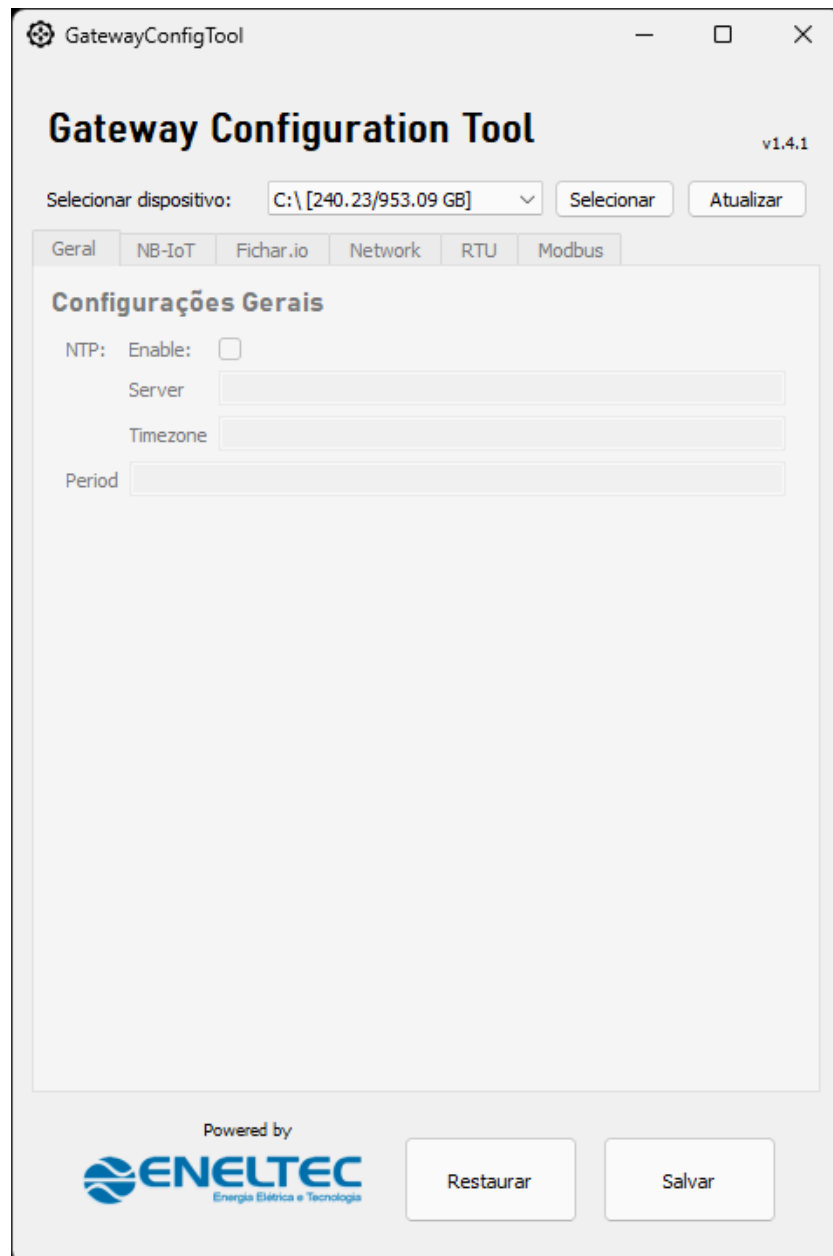 GatewayConfigTool
Gateway Configuration Tool
v1.4.1
Selecionar dispositivo: C:\ [240.23/953.09 GB] Selecionar Atualizar
Geral NB-IoT Fichar.io Network RTU Modbus
Configurações Gerais
NTP: Enable:
Server
Timezone
Period
Powered by
ENELTEC
Energia Elétrica e Tecnologia
Restaurar Salvar